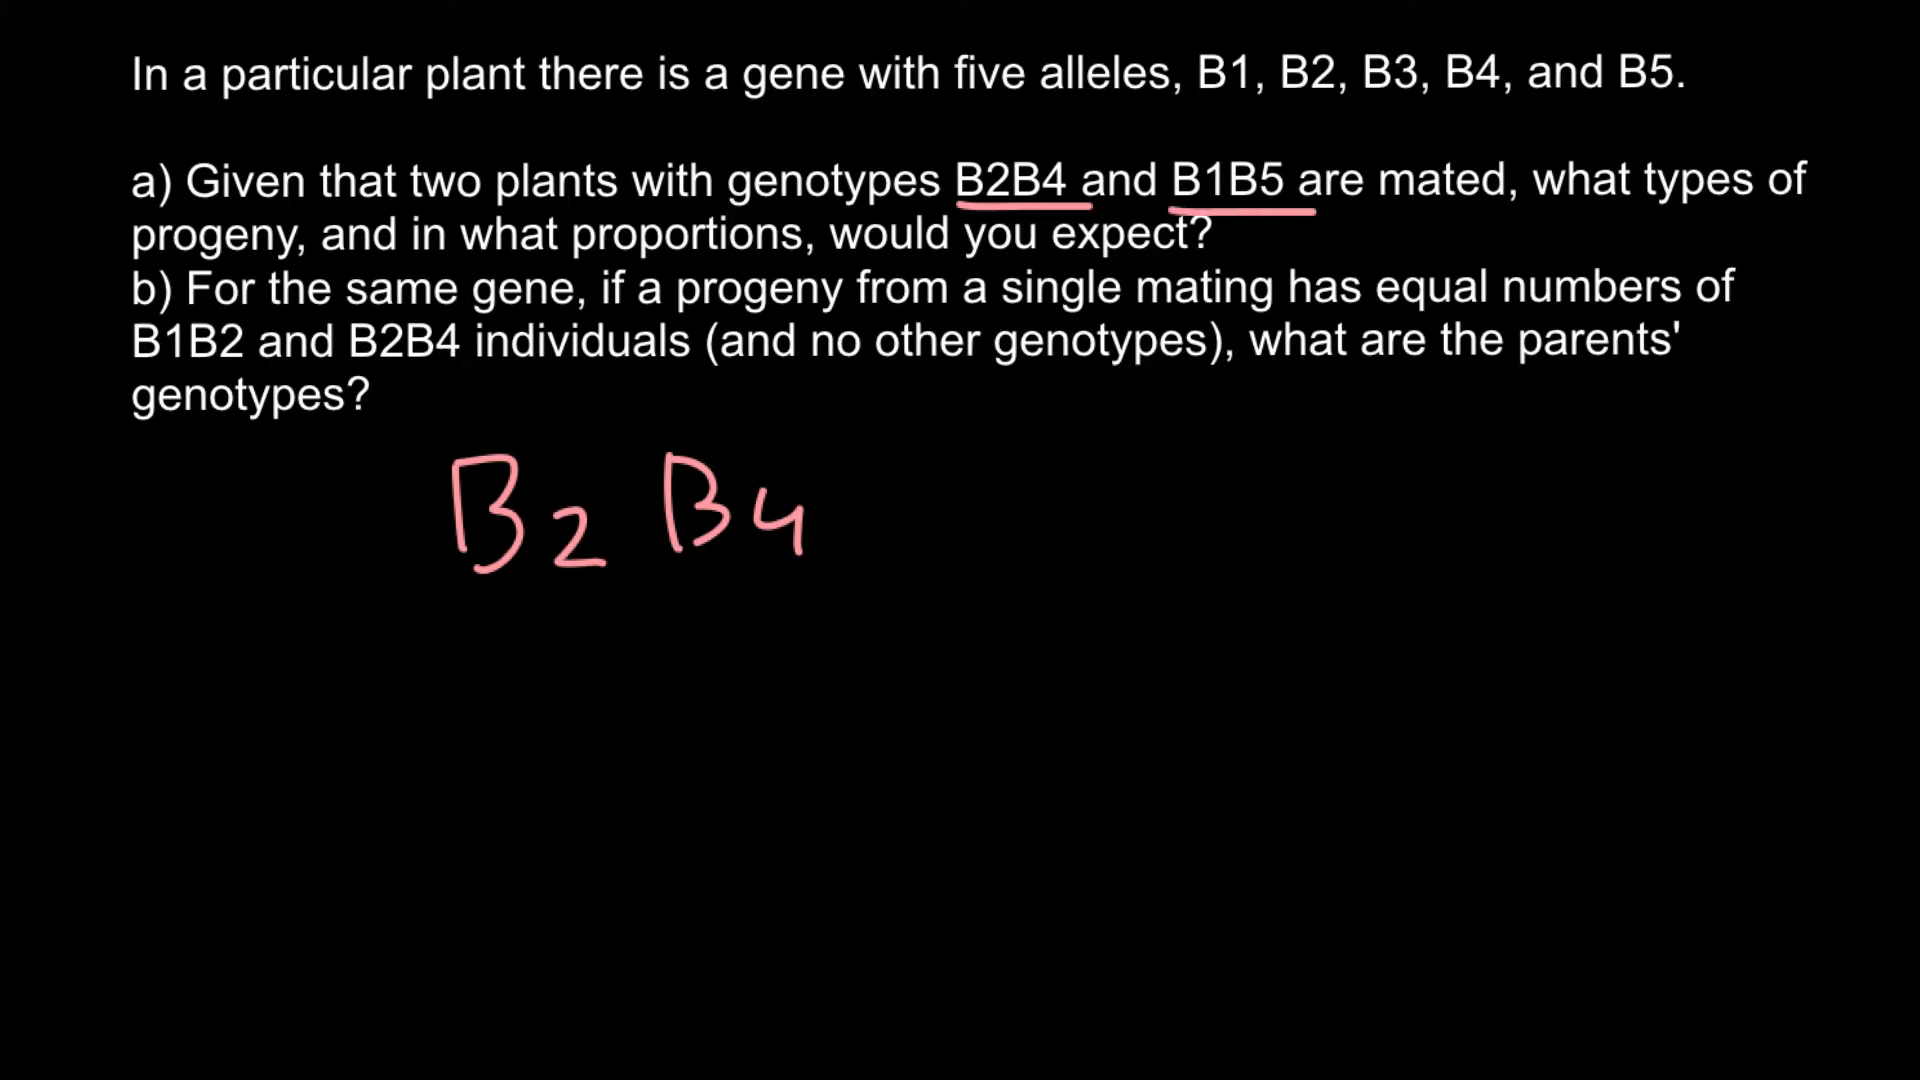 In a particular plant there is a gene with five alleles, B1, B2, B3, B4, and B5.
a) Given that two plants with genotypes B2B4 and B1B5 are mated, what types of
progeny, and in what proportions, would you expect?
b) For the same gene, if a progeny from a single mating has equal numbers of
B1B2 and B2B4 individuals (and no other genotypes), what are the parents'
genotypes?
B2 B4